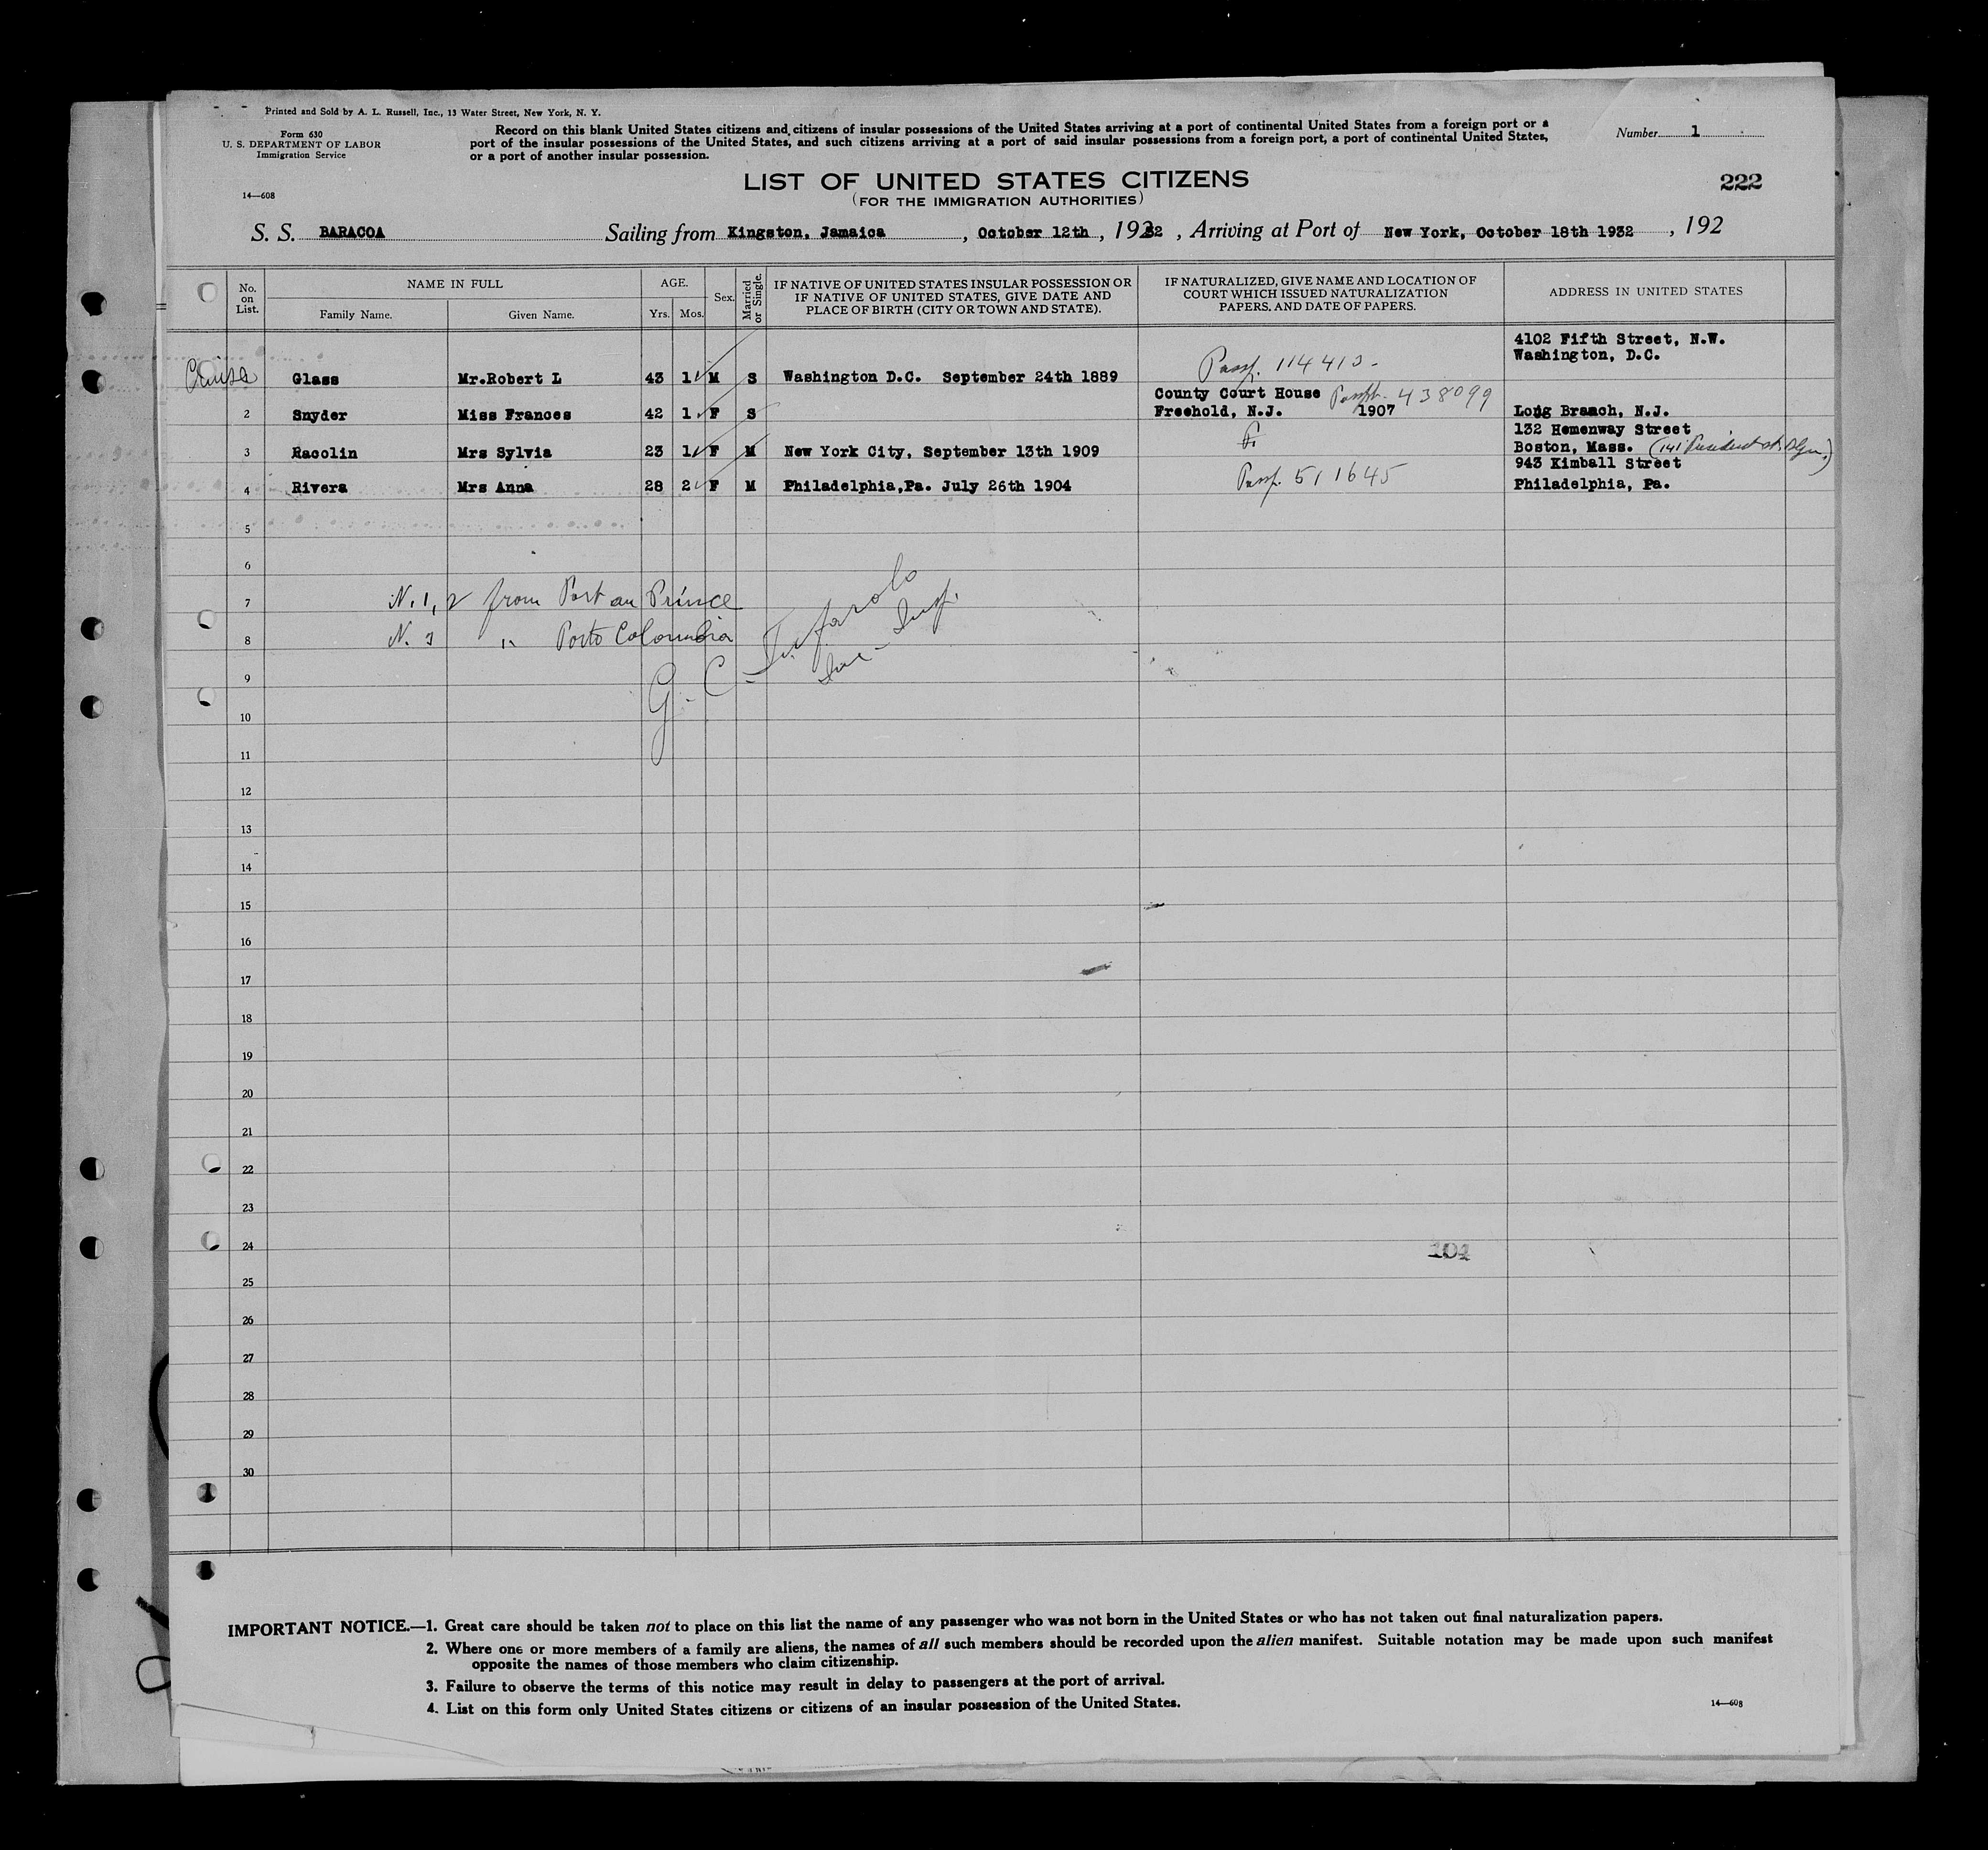 Printed and Sold by A. L. Russell, Inc., 13 Water Street, New York, N. Y.
Form 630
U. S. DEPARTMENT OF LABOR
Immigration Service
14—608
Record on this blank United States citizens and citizens of insular possessions of the United States arriving at a port of continental United States from a foreign port or a
port of the insular possessions of the United States, and such citizens arriving at a port of said insular possessions from a foreign port, a port of continental United States,
or a port of another insular possession.
Number 1
222
LIST OF UNITED STATES CITIZENS
(FOR THE IMMIGRATION AUTHORITIES)
S. S. BARACOA Sailing from Kingston, Jamaica , October 12th , 1932 , Arriving at Port of New York, October 18th 1932 , 192
No. on List. NAME IN FULL Family Name. Given Name. AGE. Yrs. Mos. Sex. Married or Single. IF NATIVE OF UNITED STATES INSULAR POSSESSION OR IF NATIVE OF UNITED STATES, GIVE DATE AND PLACE OF BIRTH (CITY OR TOWN AND STATE). IF NATURALIZED, GIVE NAME AND LOCATION OF COURT WHICH ISSUED NATURALIZATION PAPERS. AND DATE OF PAPERS. ADDRESS IN UNITED STATES
4102 Fifth Street, N.W.
Washington, D.C.
Cruise Glass Mr.Robert L 43 1 M S Washington D.C. September 24th 1889 Passp. 114413
County Court House Passpt. 438099
2 Snyder Miss Frances 42 1 F S Freehold, N.J. 1907 Long Branch, N.J.
132 Hemenway Street
3 Racolin Mrs Sylvia 23 1 F M New York City, September 13th 1909 Boston, Mass. (141 President St.
943 Kimball Street
4 Rivera Mrs Anna 28 2 F M Philadelphia,Pa. July 26th 1904 Passp. 511645 Philadelphia, Pa.
5
6
7 N. 1, 2 from Port au Prince
8 N. 3 " Porto Colombia
G. C.
Insp.
9
10
11
12
13
14
15
16
17
18
19
20
21
22
23
24 104
25
26
27
28
29
30
IMPORTANT NOTICE.—1. Great care should be taken not to place on this list the name of any passenger who was not born in the United States or who has not taken out final naturalization papers.
2. Where one or more members of a family are aliens, the names of all such members should be recorded upon the alien manifest. Suitable notation may be made upon such manifest
opposite the names of those members who claim citizenship.
3. Failure to observe the terms of this notice may result in delay to passengers at the port of arrival.
4. List on this form only United States citizens or citizens of an insular possession of the United States.
14—608